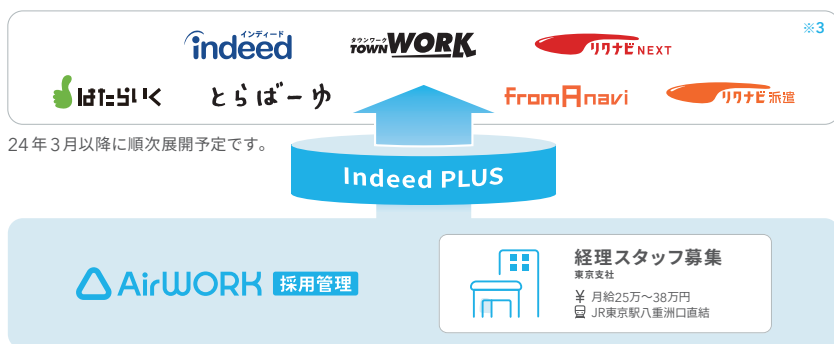 ※3
インディード
indeed
タウンワーク
TOWN WORK
リクナビNEXT
はたらいく
とらばーゆ
fromAnavi
リクナビ派遣
24年3月以降に順次展開予定です。
Indeed PLUS
AirWORK 採用管理
経理スタッフ募集
東京支社
¥ 月給25万〜38万円
JR東京駅八重洲口直結